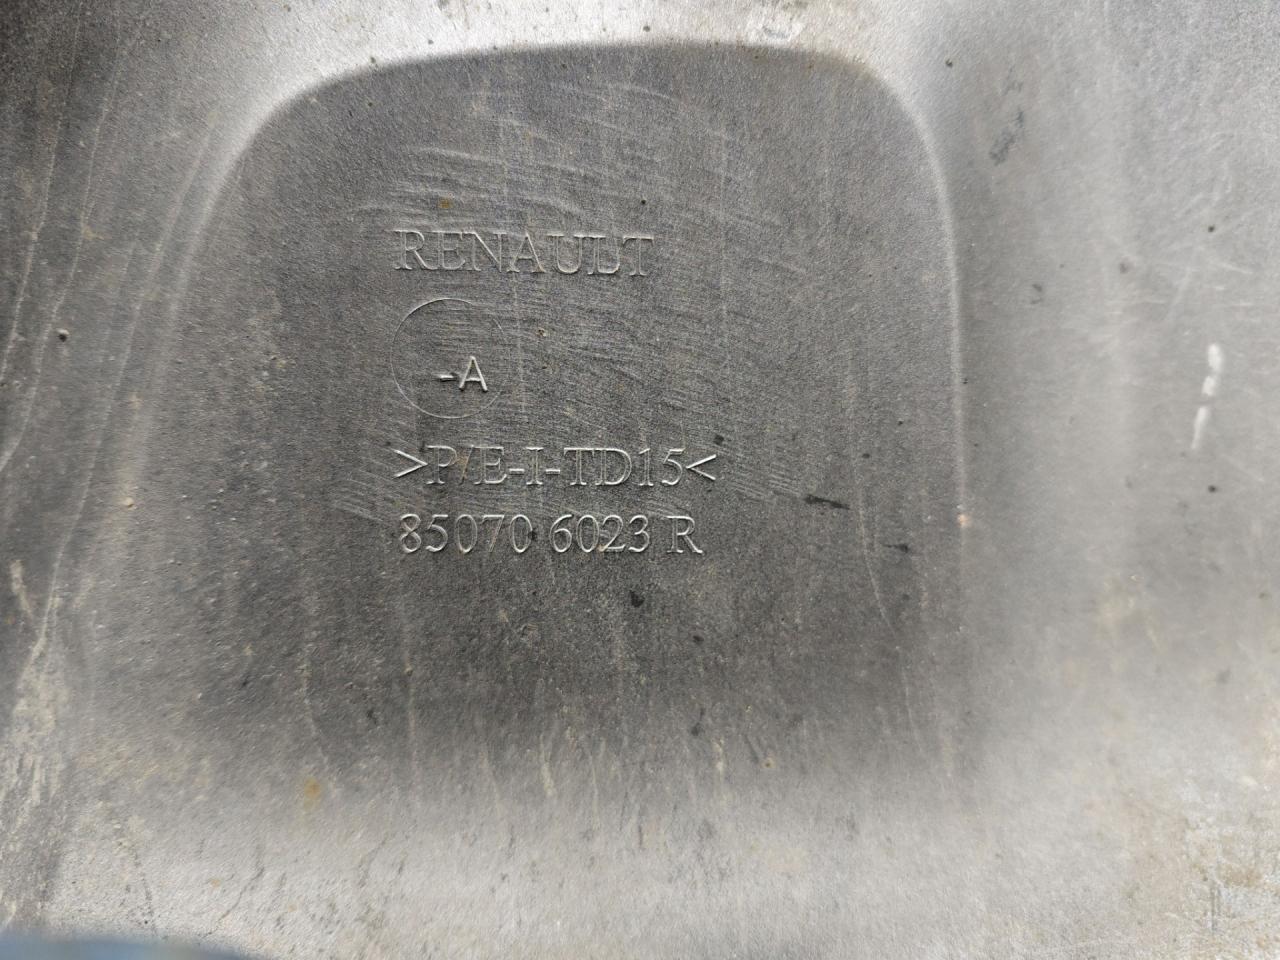 RENAULT
-A
>P/E-I-TD15<
85070 6023 R